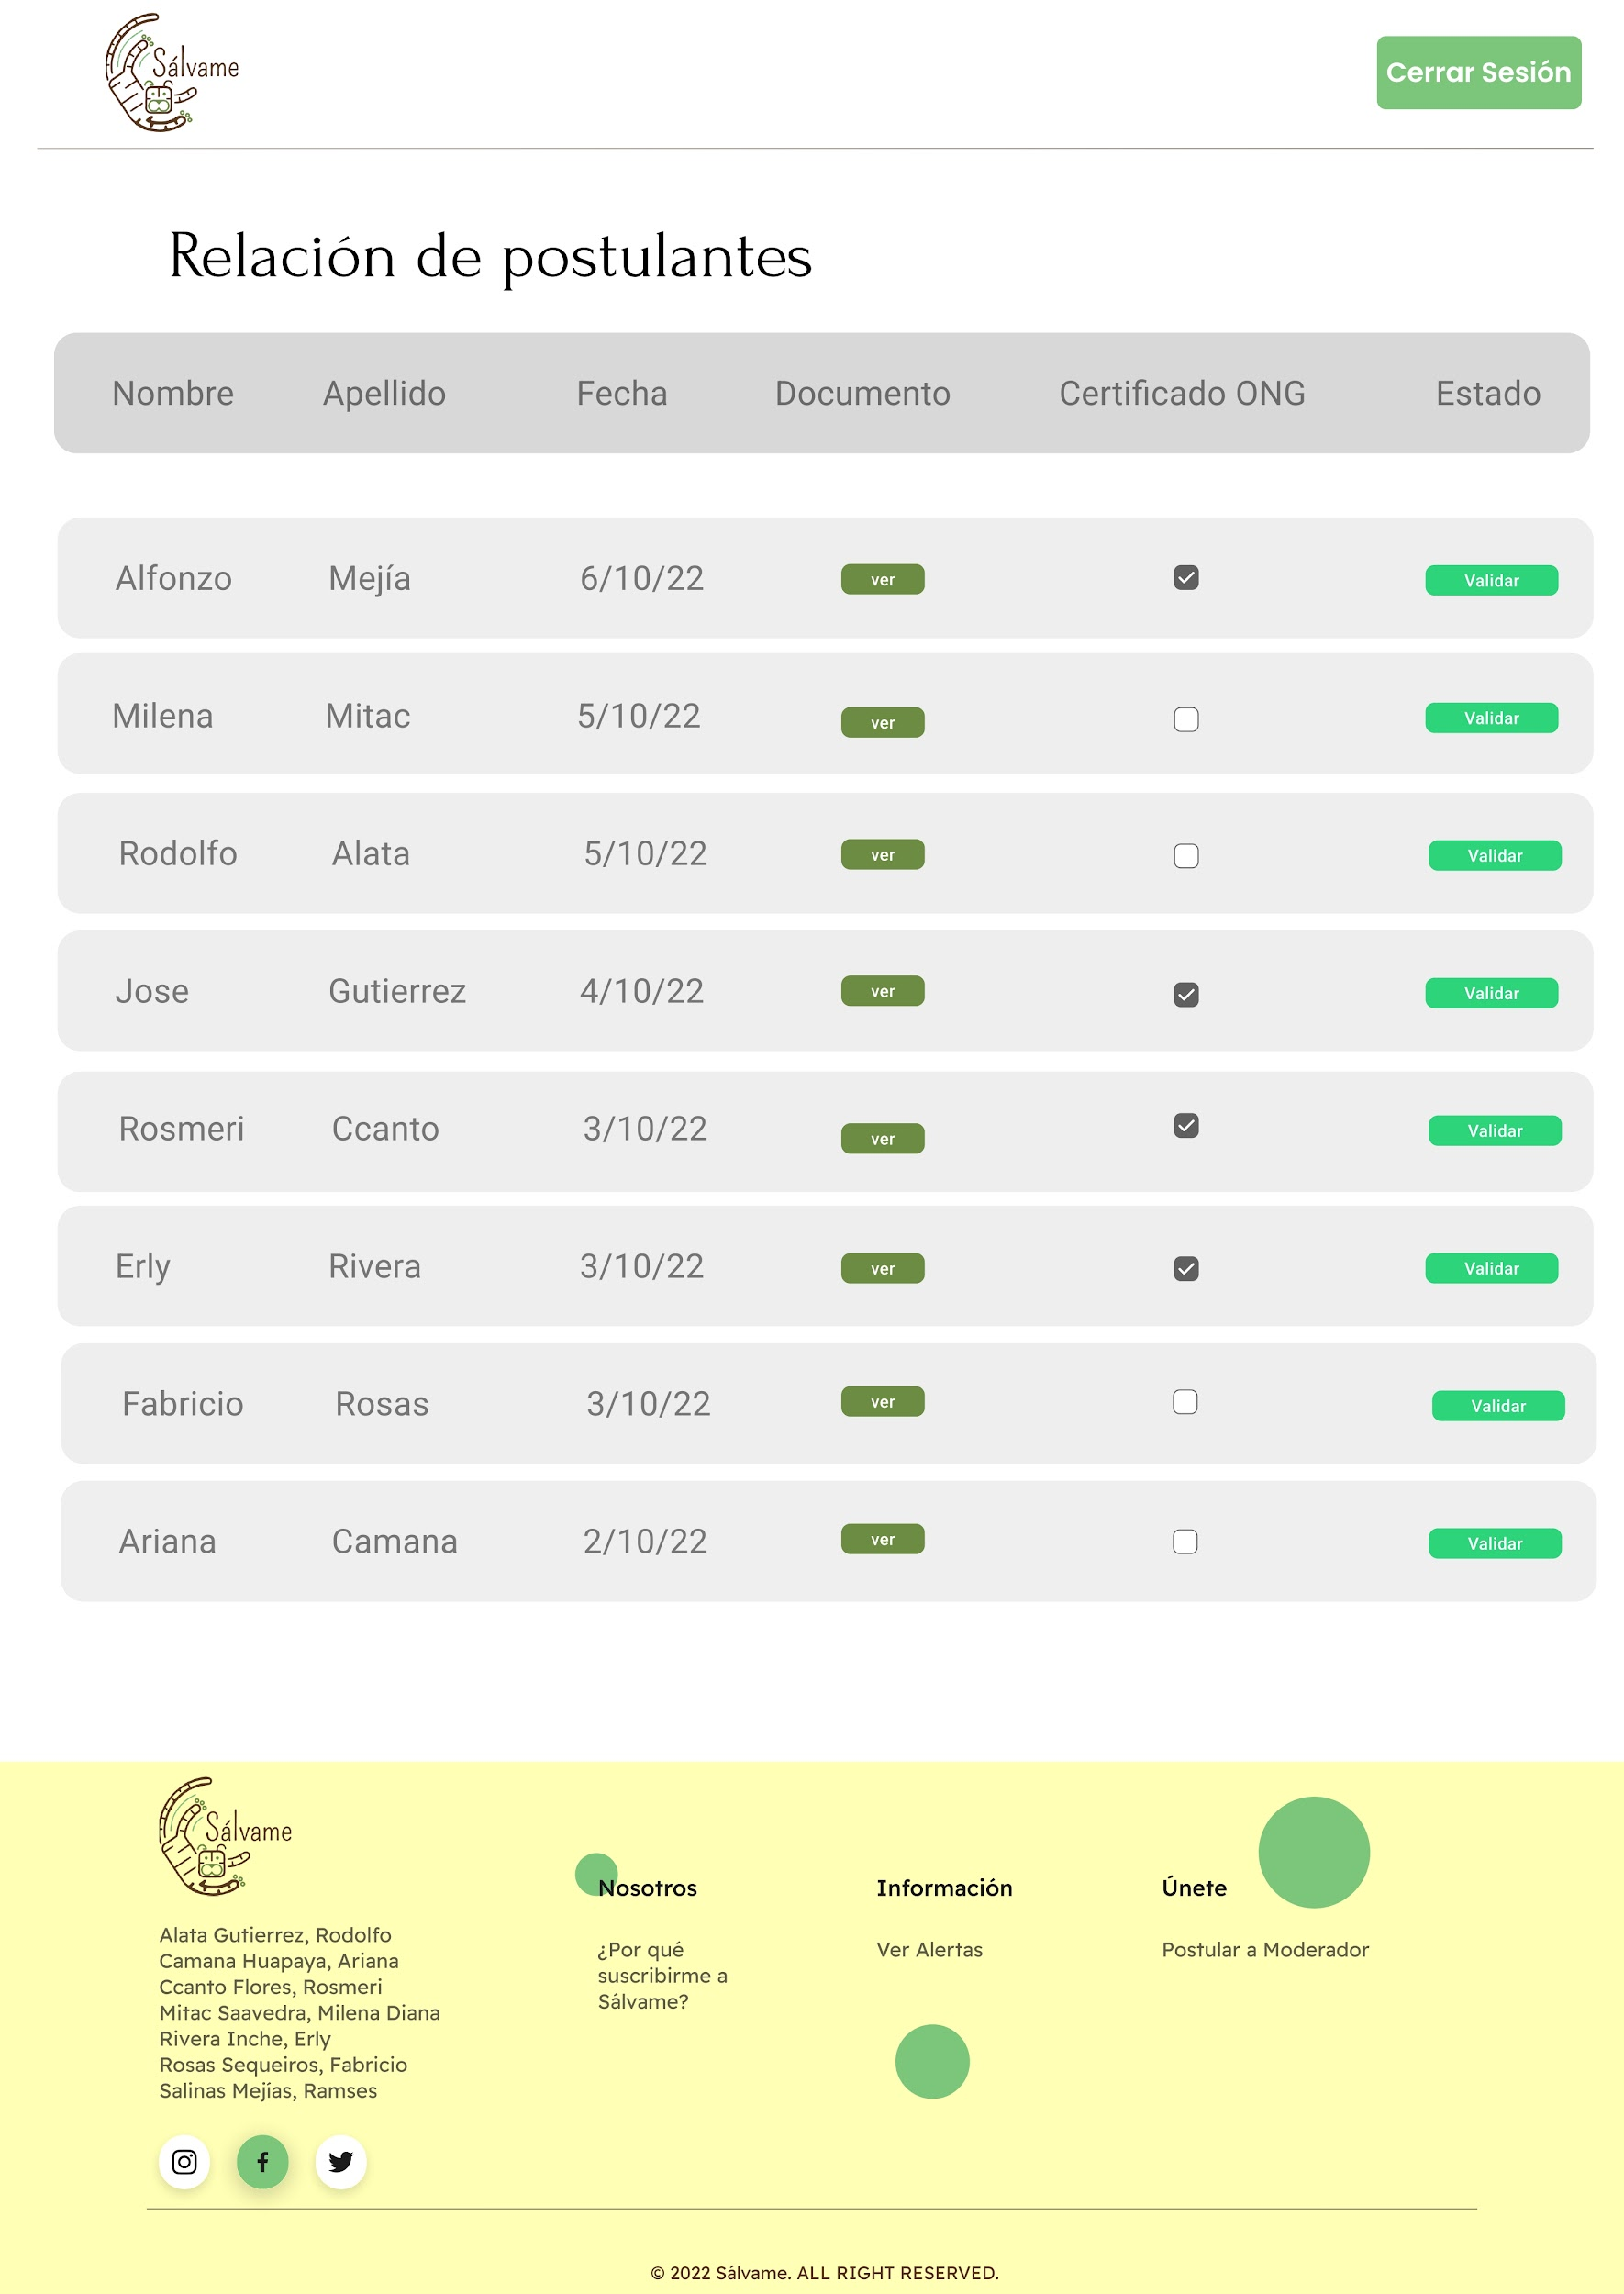 Sálvame
Cerrar Sesión
Relación de postulantes
Nombre Apellido Fecha Documento Certificado ONG Estado
Alfonzo Mejía 6/10/22 ver Validar
Milena Mitac 5/10/22 ver Validar
Rodolfo Alata 5/10/22 ver Validar
Jose Gutierrez 4/10/22 ver Validar
Rosmeri Ccanto 3/10/22 ver Validar
Erly Rivera 3/10/22 ver Validar
Fabricio Rosas 3/10/22 ver Validar
Ariana Camana 2/10/22 ver Validar
Sálvame
Alata Gutierrez, Rodolfo
Camana Huapaya, Ariana
Ccanto Flores, Rosmeri
Mitac Saavedra, Milena Diana
Rivera Inche, Erly
Rosas Sequeiros, Fabricio
Salinas Mejías, Ramses
Nosotros
¿Por qué
suscribirme a
Sálvame?
Información
Ver Alertas
Únete
Postular a Moderador
© 2022 Sálvame. ALL RIGHT RESERVED.